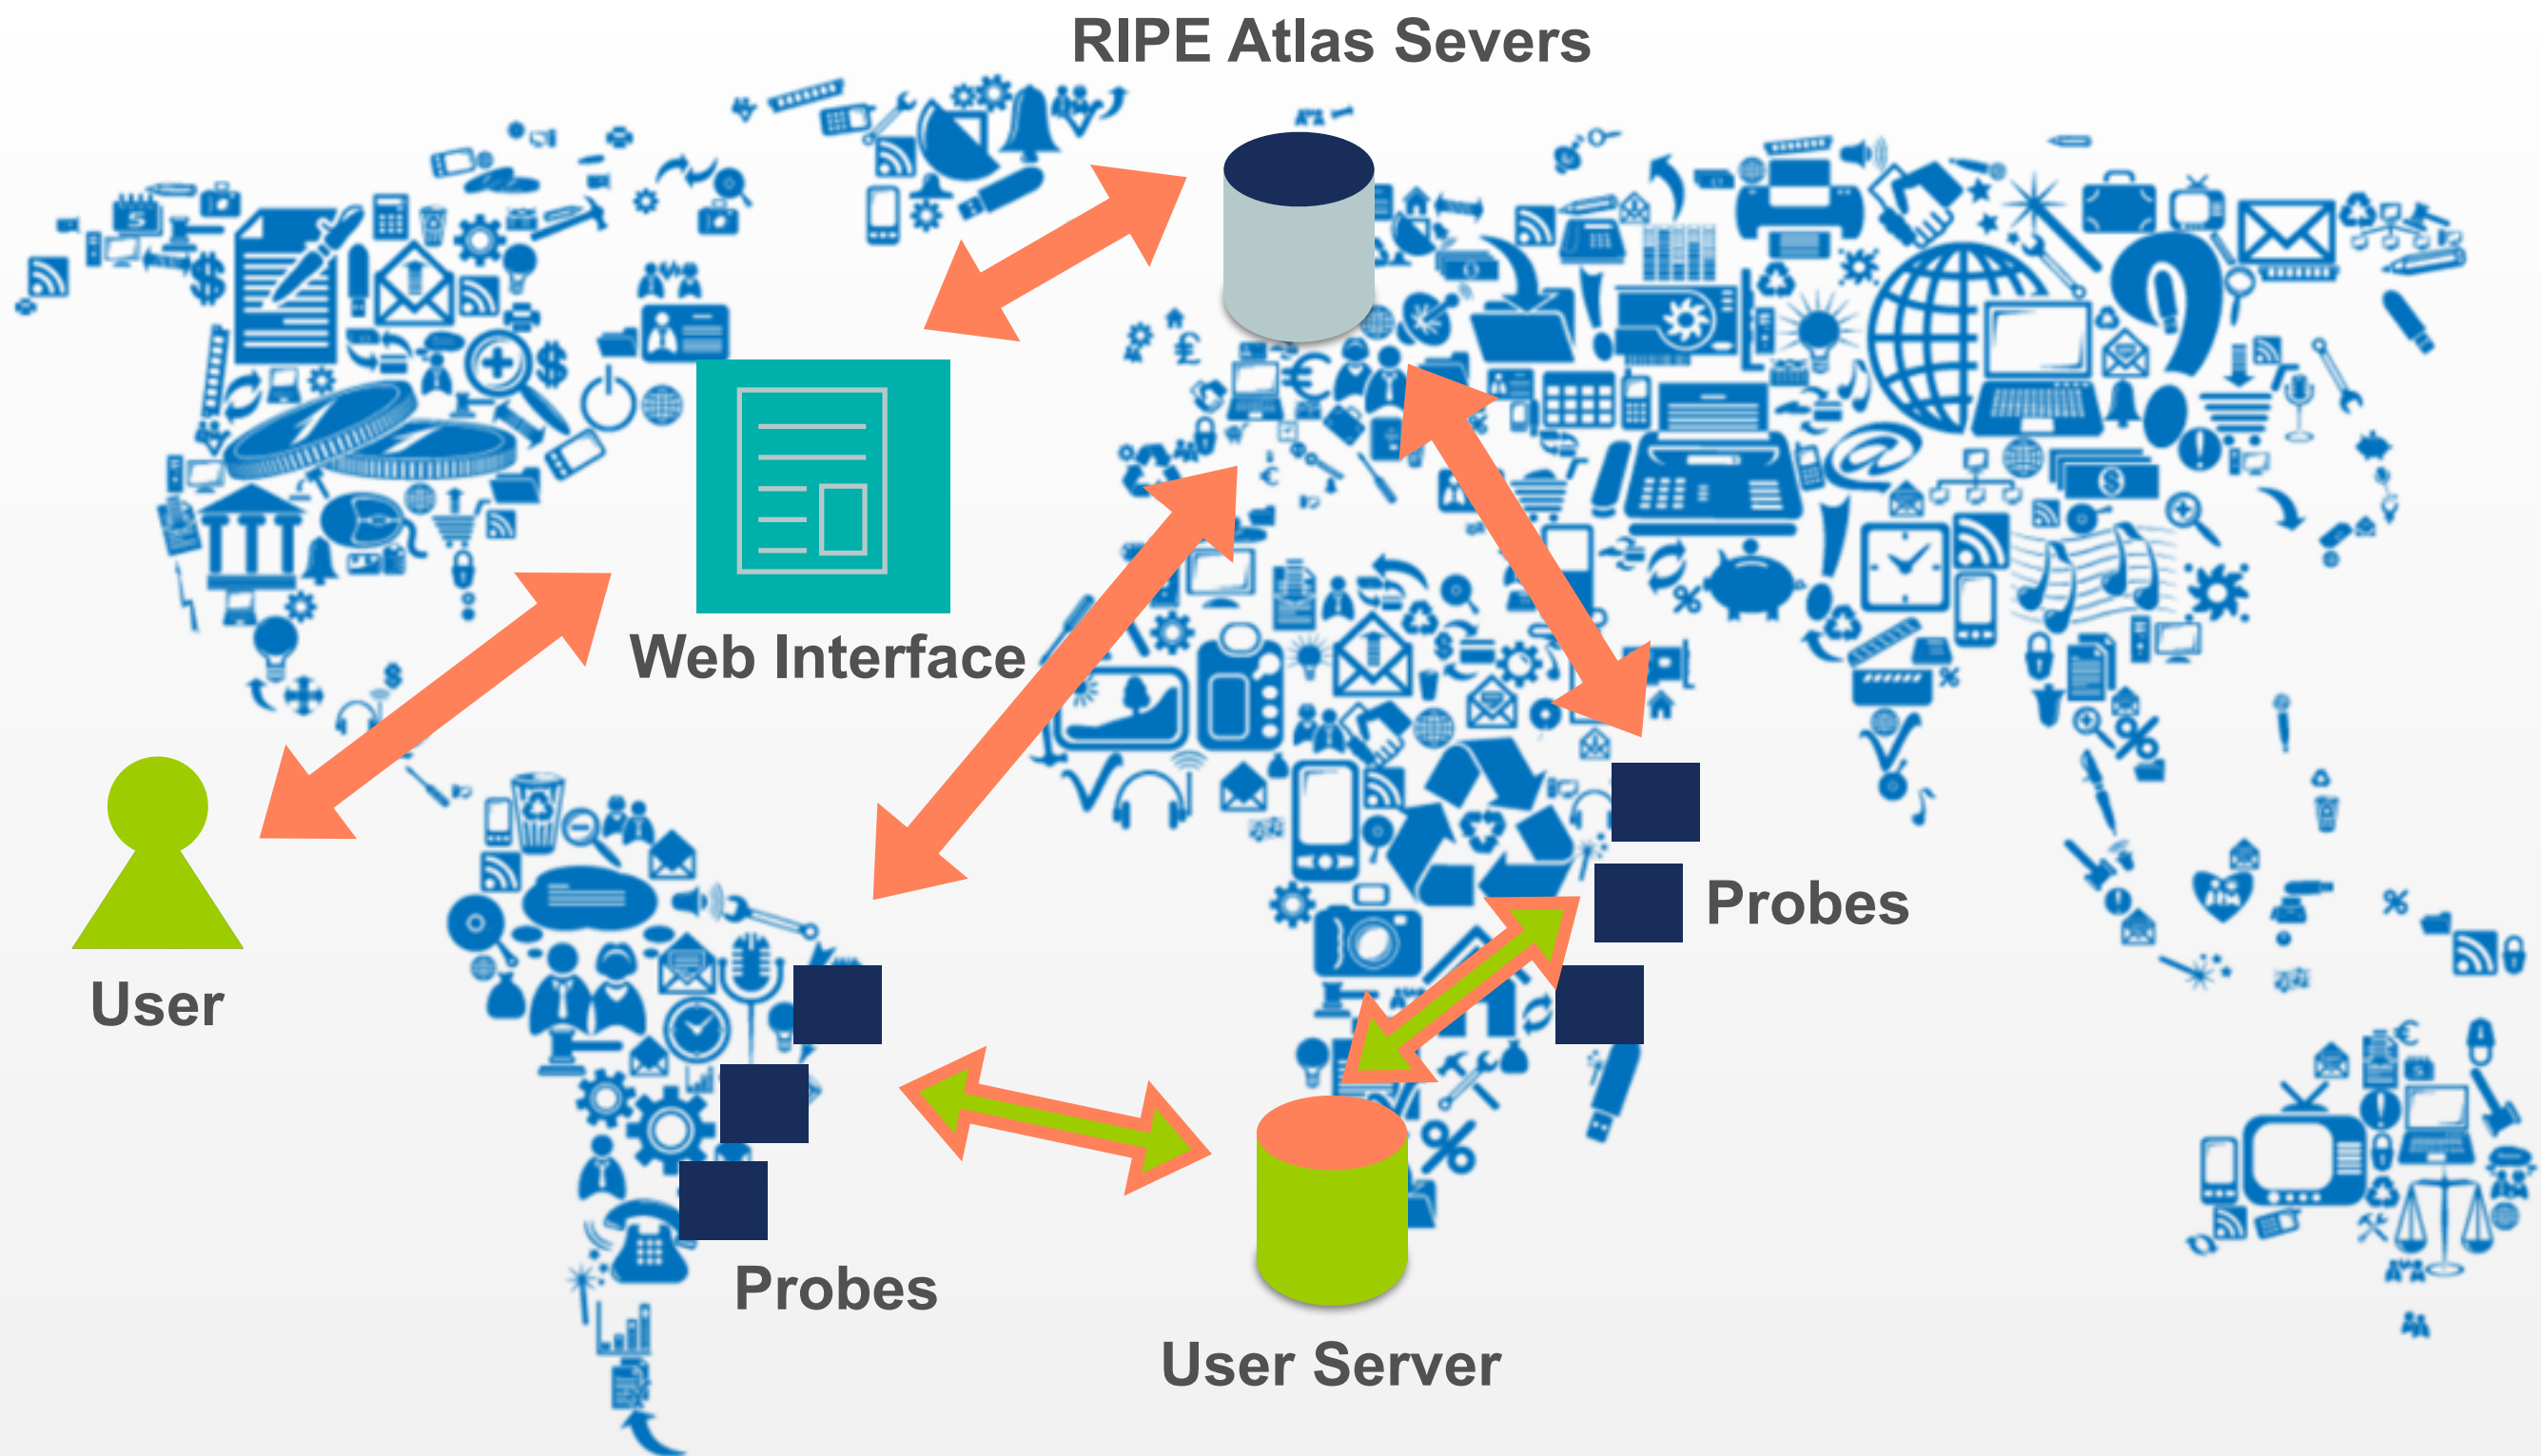 RIPE Atlas Severs
Web Interface
Probes
User
Probes
User Server